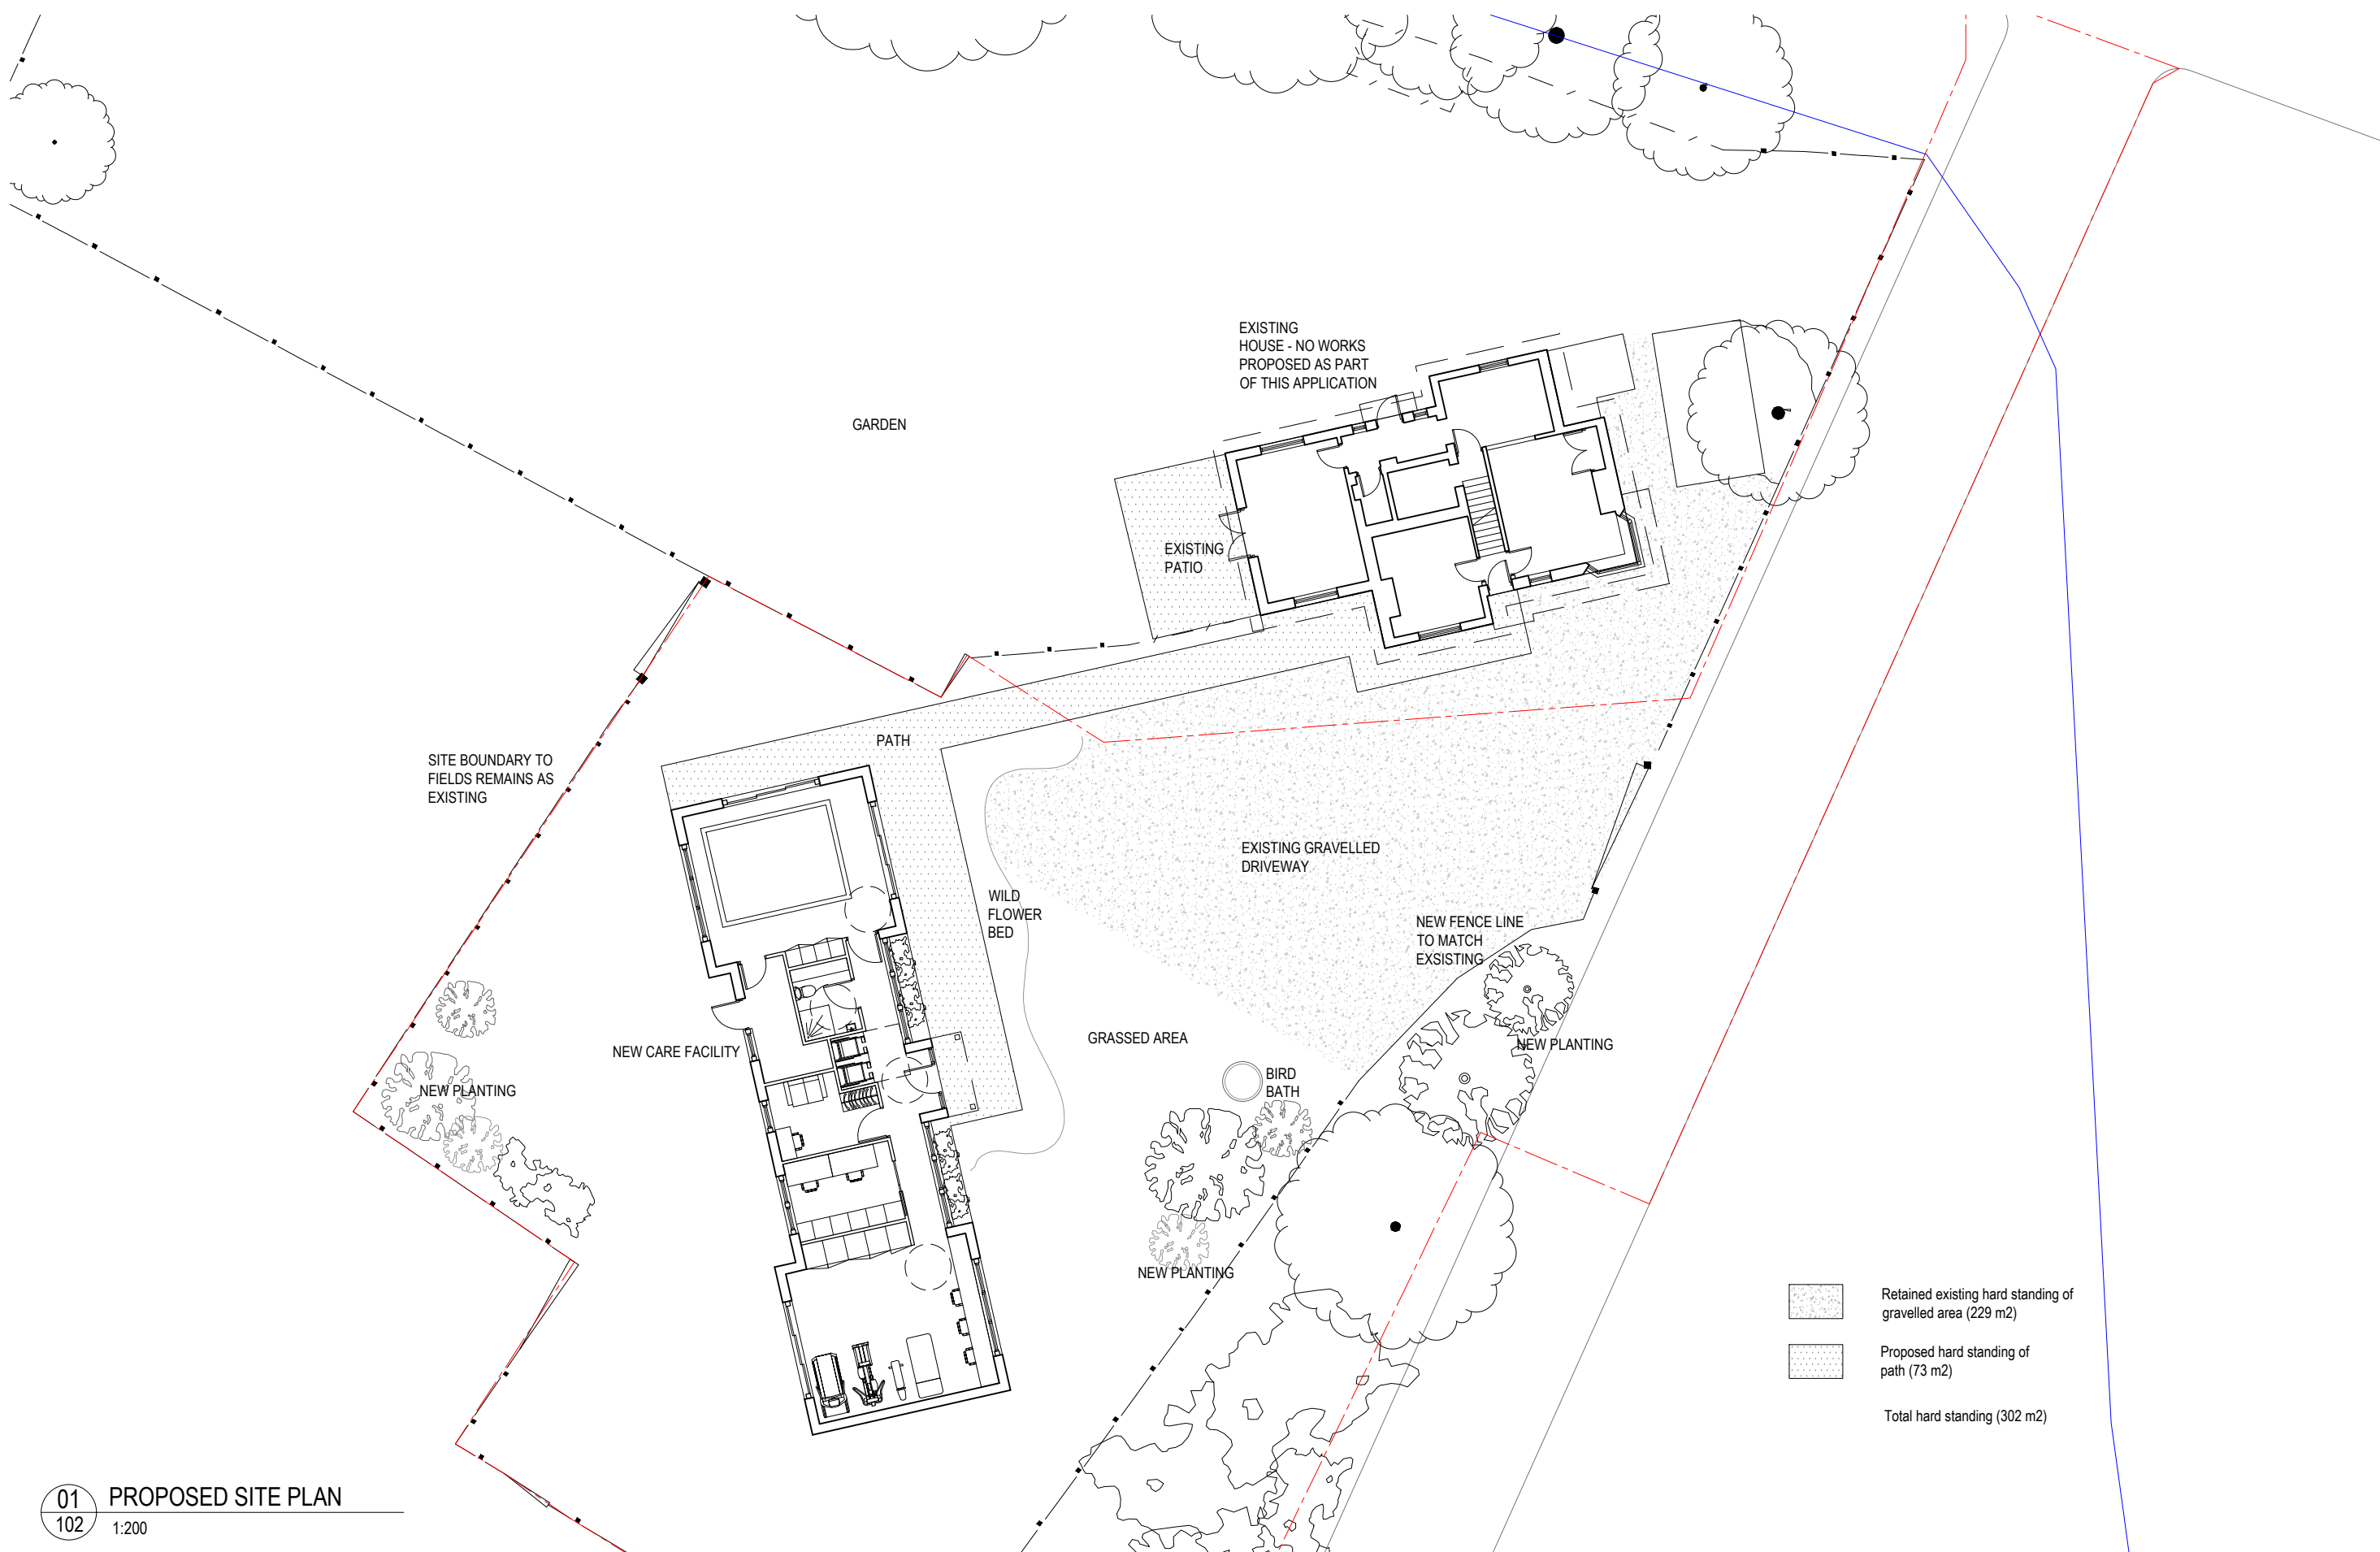 EXISTING
HOUSE - NO WORKS
PROPOSED AS PART
OF THIS APPLICATION
GARDEN
EXISTING
PATIO
PATH
SITE BOUNDARY TO
FIELDS REMAINS AS
EXISTING
EXISTING GRAVELLED
DRIVEWAY
WILD
FLOWER
BED
NEW FENCE LINE
TO MATCH
EXSISTING
NEW CARE FACILITY
GRASSED AREA
NEW PLANTING
BIRD
BATH
NEW PLANTING
NEW PLANTING
Retained existing hard standing of
gravelled area (229 m2)
Proposed hard standing of
path (73 m2)
Total hard standing (302 m2)
01
102
PROPOSED SITE PLAN
1:200